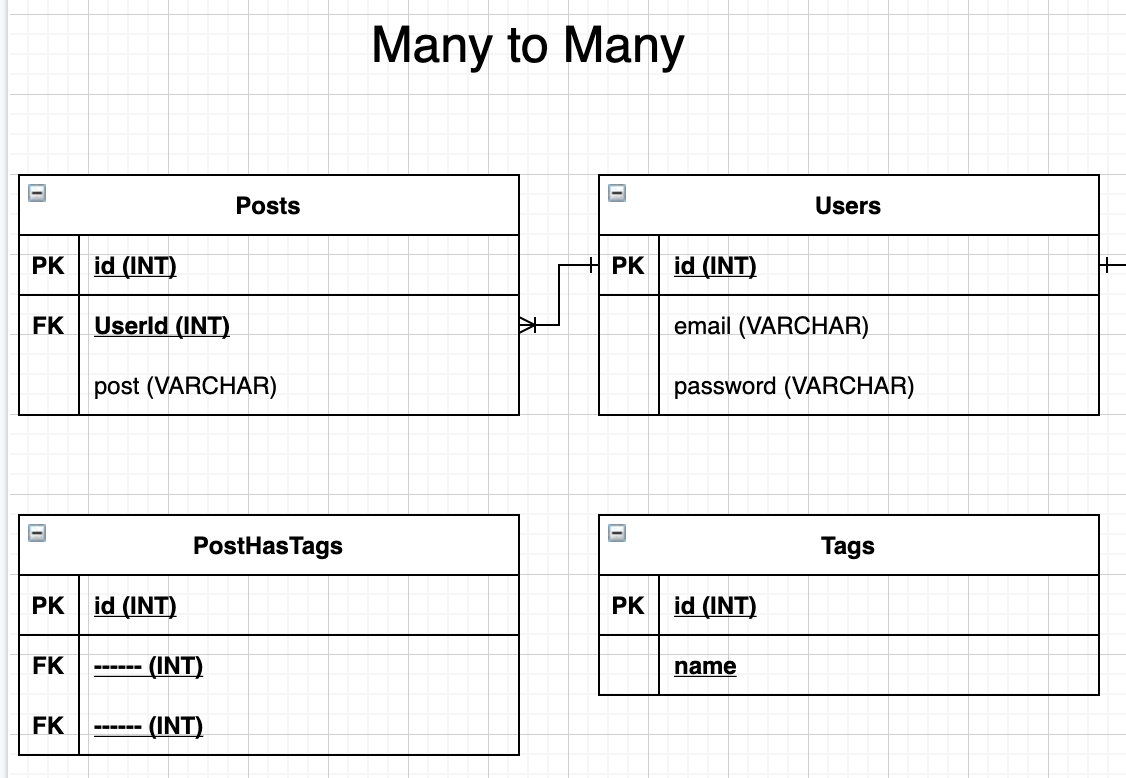 Many to Many
Posts
PK id (INT)
FK UserId (INT)
post (VARCHAR)
Users
PK id (INT)
email (VARCHAR)
password (VARCHAR)
PostHasTags
PK id (INT)
FK ------ (INT)
FK ------ (INT)
Tags
PK id (INT)
name